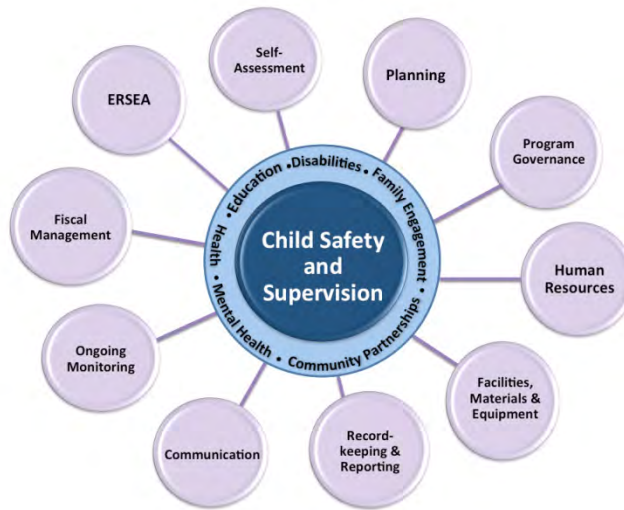 Self-
Assessment
Planning
Program
Governance
Human
Resources
Facilities,
Materials &
Equipment
Record-
keeping &
Reporting
Communication
Ongoing
Monitoring
Fiscal
Management
ERSEA
Health • Education • Disabilities • Family Engagement • Community Partnerships • Mental Health •
Child Safety
and
Supervision